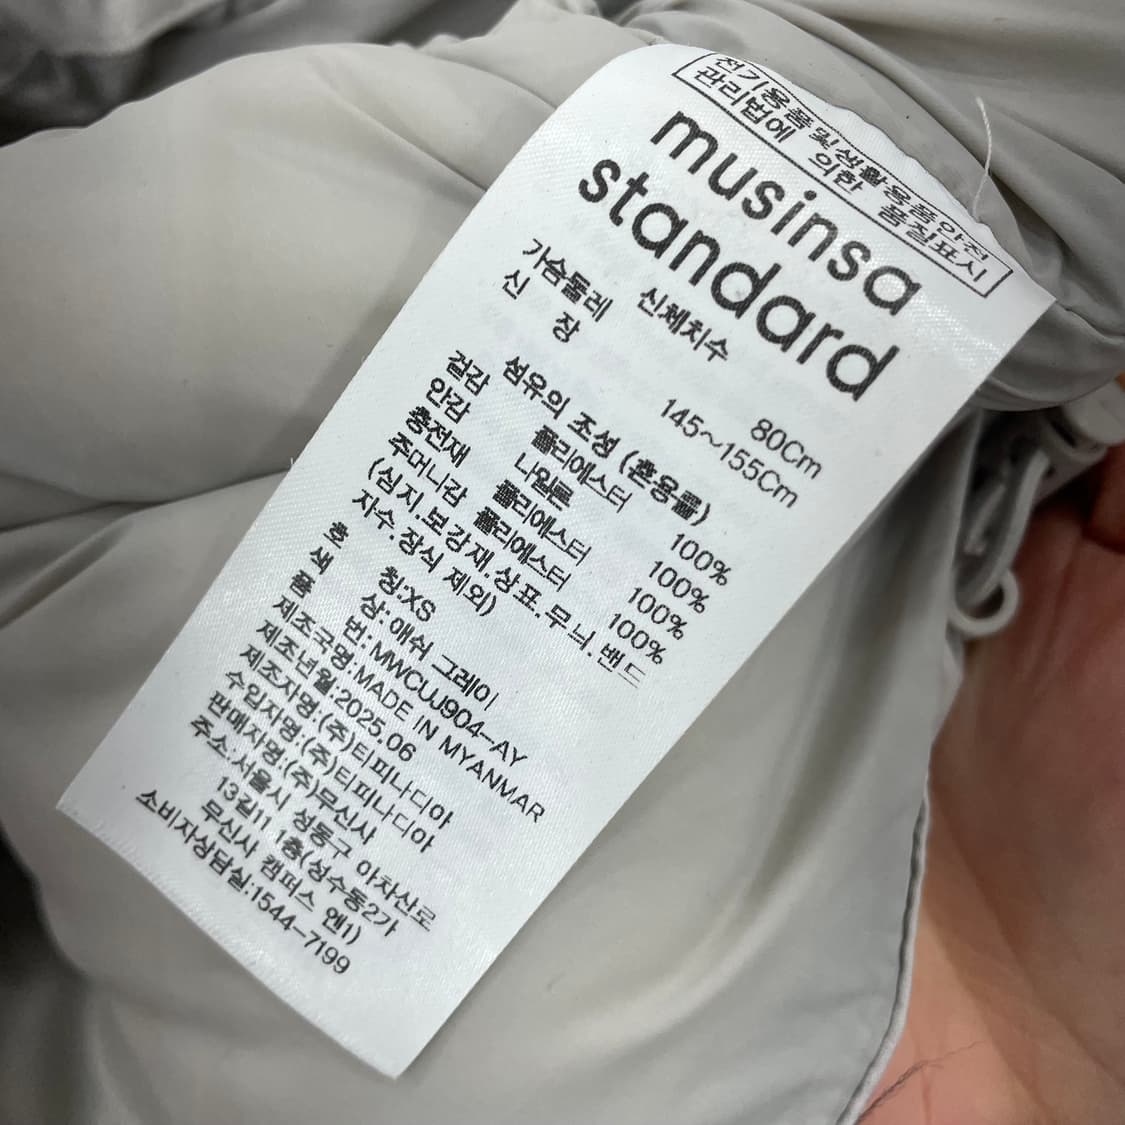 전기용품및생활용품안전
관리법에 의한 품질표시
musinsa
standard
신체치수
가슴둘레 80Cm
신 장 145~155Cm
섬유의 조성 (혼용률)
겉감 폴리에스터 100%
안감 나일론 100%
충전재 폴리에스터 100%
주머니감 폴리에스터 100%
(심지.보강재.상표.무늬.밴드
자수.장식 제외)
호 칭:XS
색 상:애쉬 그레이
품 번:MWCUJ904-AY
제조국명:MADE IN MYANMAR
제조년월:2025.06
제조자명:(주)티피나디아
수입자명:(주)티피나디아
판매자명:(주)무신사
주소.서울시 성동구 아차산로
13길11 1층(성수동2가
무신사 캠퍼스 엔1)
소비자상담실:1544-7199